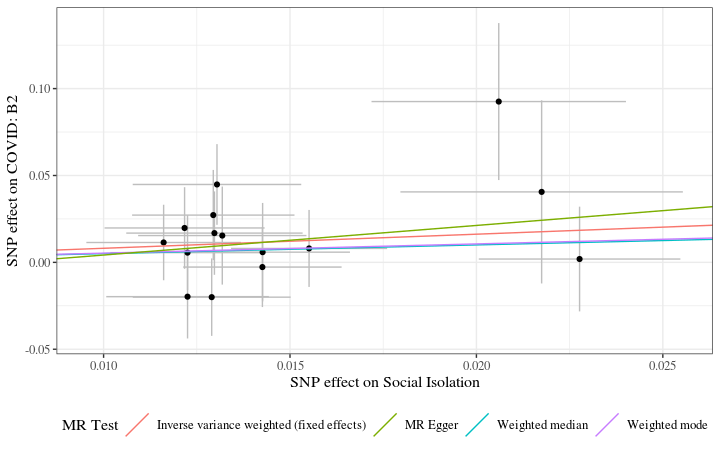 SNP effect on COVID: B2
0.10
0.05
0.00
-0.05
0.010
0.015
0.020
0.025
SNP effect on Social Isolation
MR Test
Inverse variance weighted (fixed effects)
MR Egger
Weighted median
Weighted mode